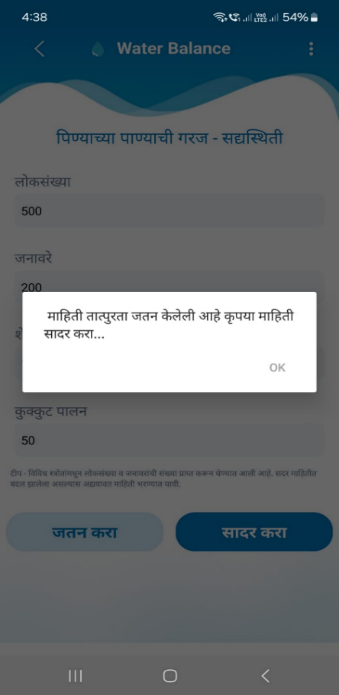 4:38
54%
Water Balance
पिण्याच्या पाण्याची गरज - सद्यस्थिती
लोकसंख्या
500
जनावरे
200
माहिती तात्पुरता जतन केलेली आहे कृपया माहिती
सादर करा...
OK
कुक्कुट पालन
50
टीप - विविध स्त्रोतामधून लोकसंख्या व जनावरांची संख्या प्राप्त करून घेण्यात आली आहे, सदर माहितीत
बदल झालेला असल्यास अद्ययावत माहिती भरण्यात यावी.
जतन करा
सादर करा